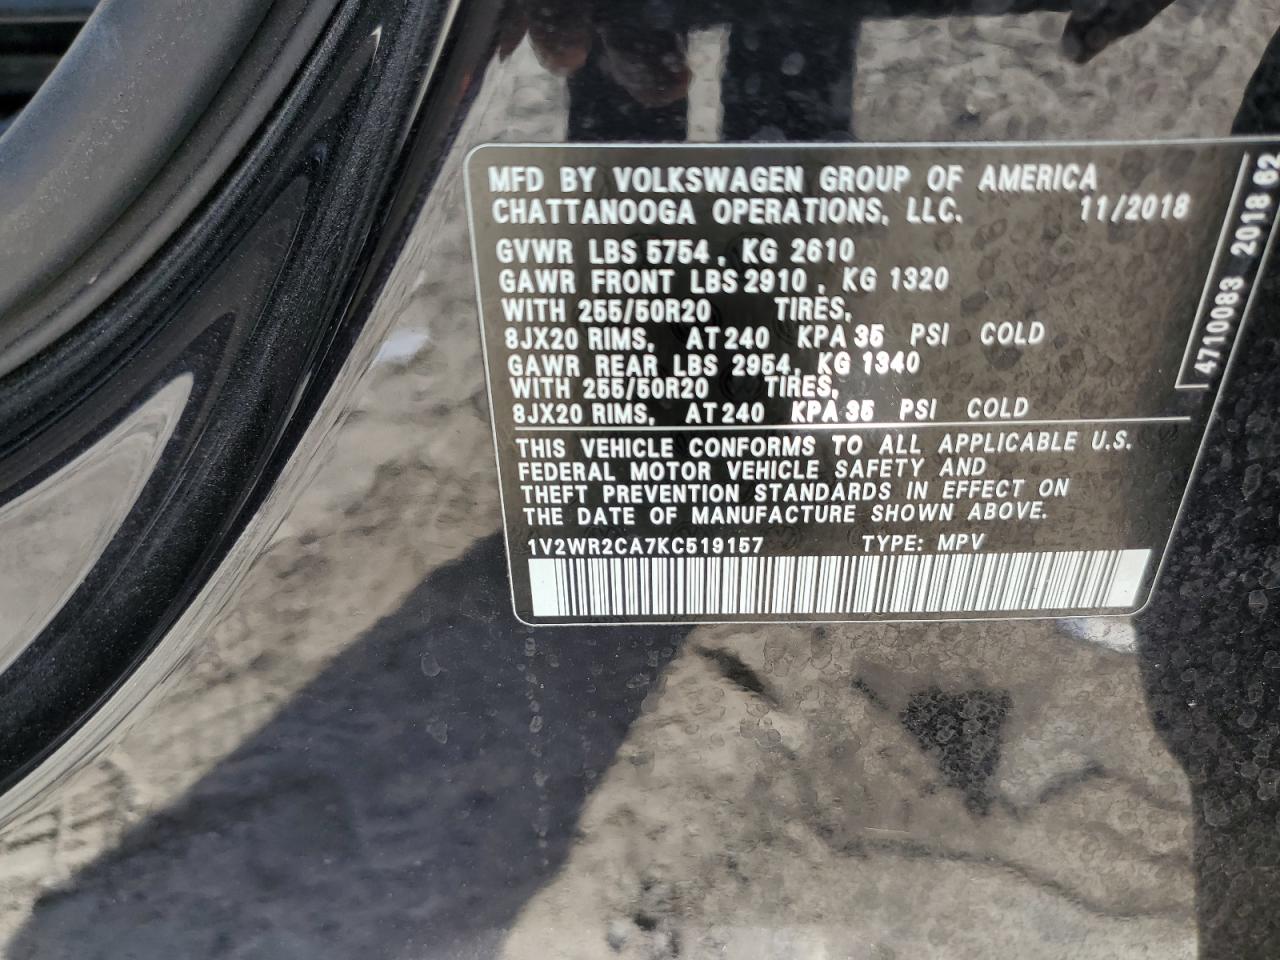 MFD BY VOLKSWAGEN GROUP OF AMERICA
CHATTANOOGA OPERATIONS, LLC. 11/2018
GVWR LBS 5754, KG 2610
GAWR FRONT LBS 2910, KG 1320
WITH 255/50R20 TIRES,
8JX20 RIMS, AT 240 KPA 35 PSI COLD
GAWR REAR LBS 2954, KG 1340
WITH 255/50R20 TIRES,
8JX20 RIMS, AT 240 KPA 35 PSI COLD
THIS VEHICLE CONFORMS TO ALL APPLICABLE U.S.
FEDERAL MOTOR VEHICLE SAFETY AND
THEFT PREVENTION STANDARDS IN EFFECT ON
THE DATE OF MANUFACTURE SHOWN ABOVE.
1V2WR2CA7KC519157 TYPE: MPV
4710083 2018 62